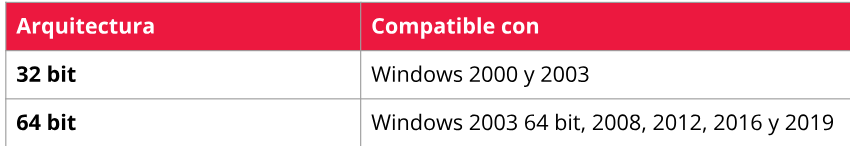 Arquitectura Compatible con
32 bit Windows 2000 y 2003
64 bit Windows 2003 64 bit, 2008, 2012, 2016 y 2019